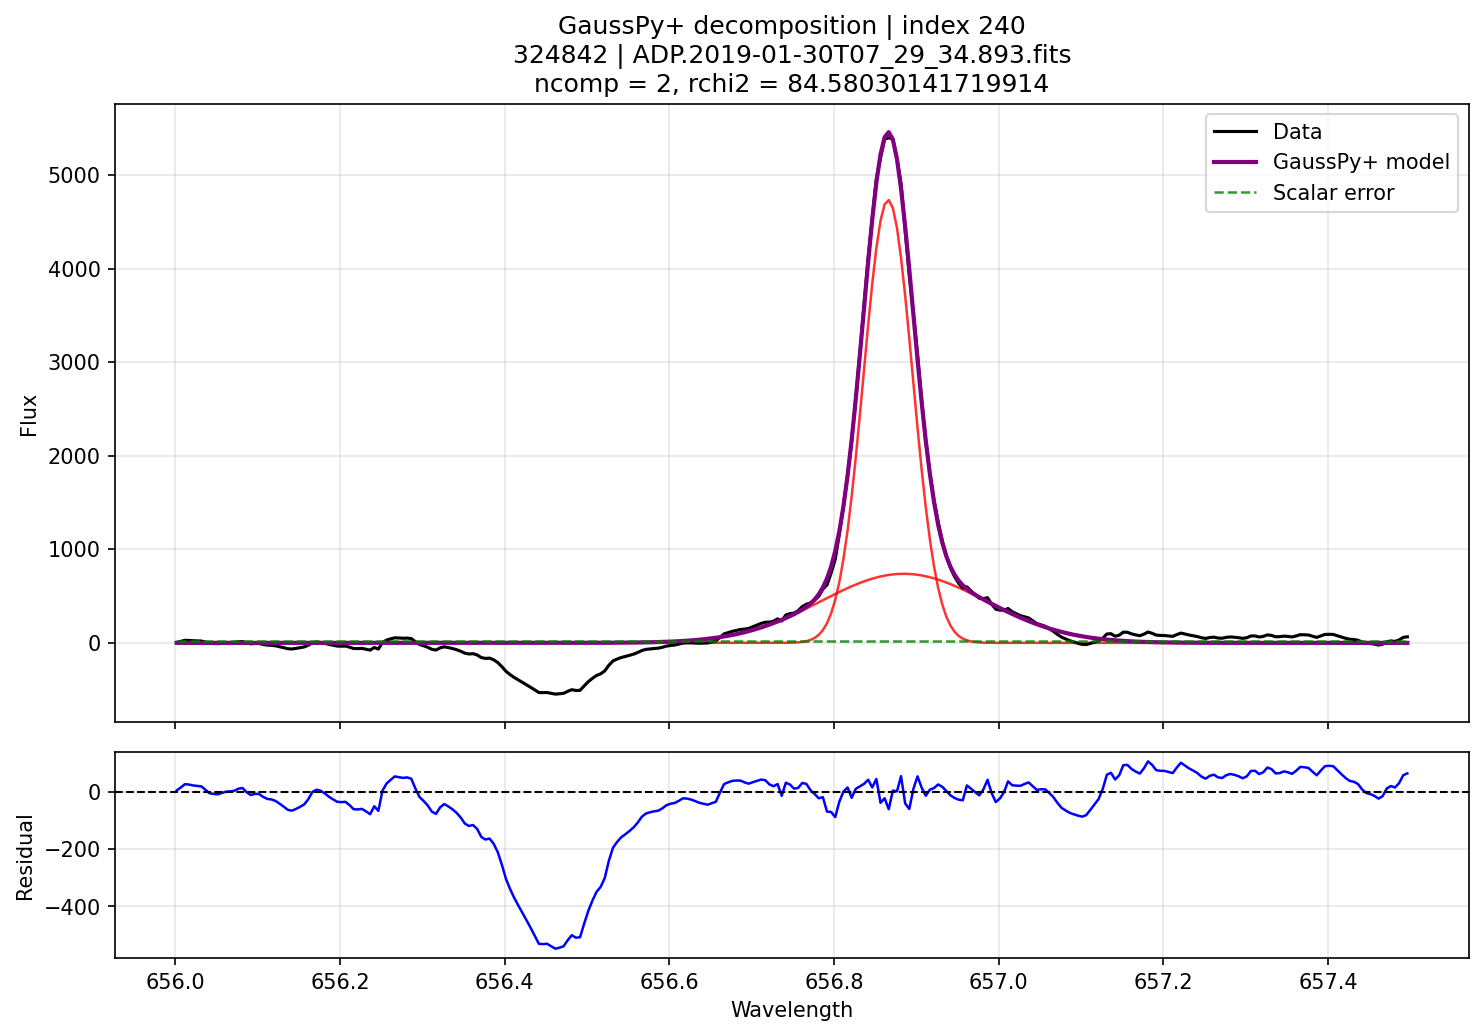 GaussPy+ decomposition | index 240
324842 | ADP.2019-01-30T07_29_34.893.fits
ncomp = 2, rchi2 = 84.58030141719914
Data
GaussPy+ model
Scalar error
5000
4000
3000
2000
1000
0
Flux
0
−200
−400
Residual
656.0 656.2 656.4 656.6 656.8 657.0 657.2 657.4
Wavelength